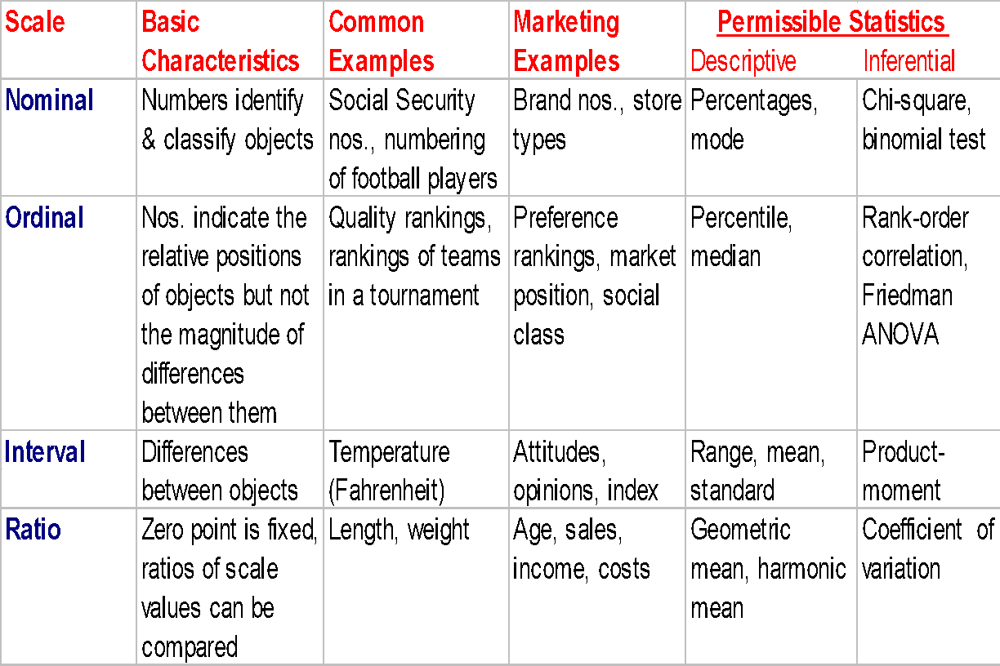 Scale
Basic
Characteristics
Common
Examples
Marketing
Examples
Permissible Statistics
Descriptive
Inferential
Nominal
Numbers identify
& classify objects
Social Security
nos., numbering
of football players
Brand nos., store
types
Percentages,
mode
Chi-square,
binomial test
Ordinal
Nos. indicate the
relative positions
of objects but not
the magnitude of
differences
between them
Quality rankings,
rankings of teams
in a tournament
Preference
rankings, market
position, social
class
Percentile,
median
Rank-order
correlation,
Friedman
ANOVA
Interval
Differences
between objects
Temperature
(Fahrenheit)
Attitudes,
opinions, index
Range, mean,
standard
Product-
moment
Ratio
Zero point is fixed,
ratios of scale
values can be
compared
Length, weight
Age, sales,
income, costs
Geometric
mean, harmonic
mean
Coefficient of
variation